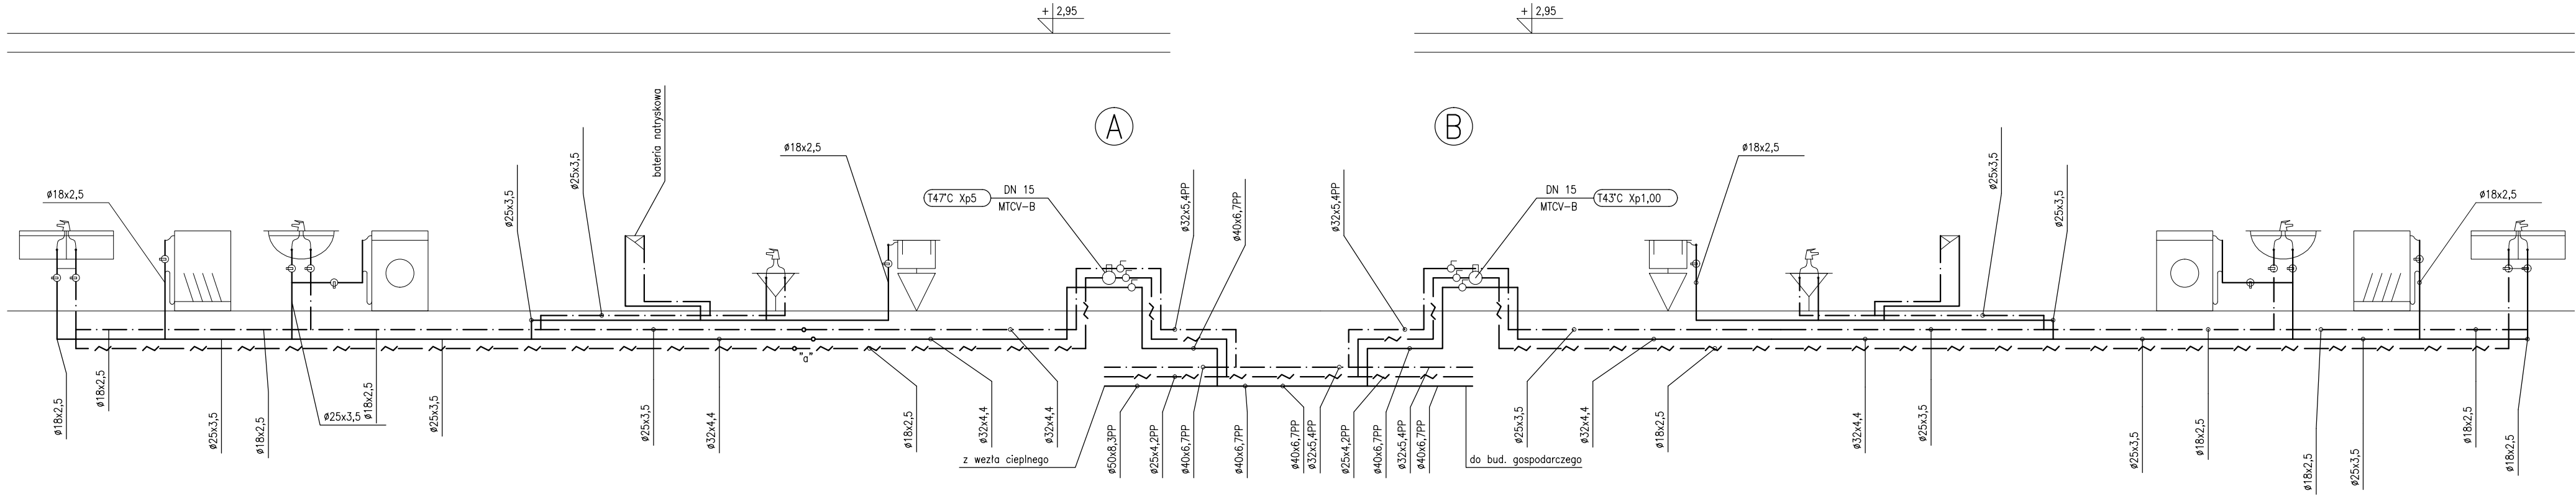 + 2,95
+ 2,95
bateria natryskowa
A
B
ø18x2,5
ø18x2,5
ø25x3,5
ø25x3,5
ø18x2,5
T47°C Xp5
DN 15
MTCV-B
ø32x5,4PP
ø40x6,7PP
ø32x5,4PP
DN 15
MTCV-B
T43°C Xp1,00
ø25x3,5
ø25x3,5
ø18x2,5
"a"
ø18x2,5
ø18x2,5
ø25x3,5
ø18x2,5
ø25x3,5
ø18x2,5
ø25x3,5
ø25x3,5
ø32x4,4
ø18x2,5
ø32x4,4
ø32x4,4
z wezła cieplnego
ø50x8,3PP
ø25x4,2PP
ø40x6,7PP
ø40x6,7PP
ø40x6,7PP
ø32x5,4PP
ø25x4,2PP
ø40x6,7PP
ø32x5,4PP
ø40x6,7PP
do bud. gospodarczego
ø25x3,5
ø32x4,4
ø18x2,5
ø32x4,4
ø25x3,5
ø25x3,5
ø18x2,5
ø18x2,5
ø25x3,5
ø18x2,5
ø18x2,5